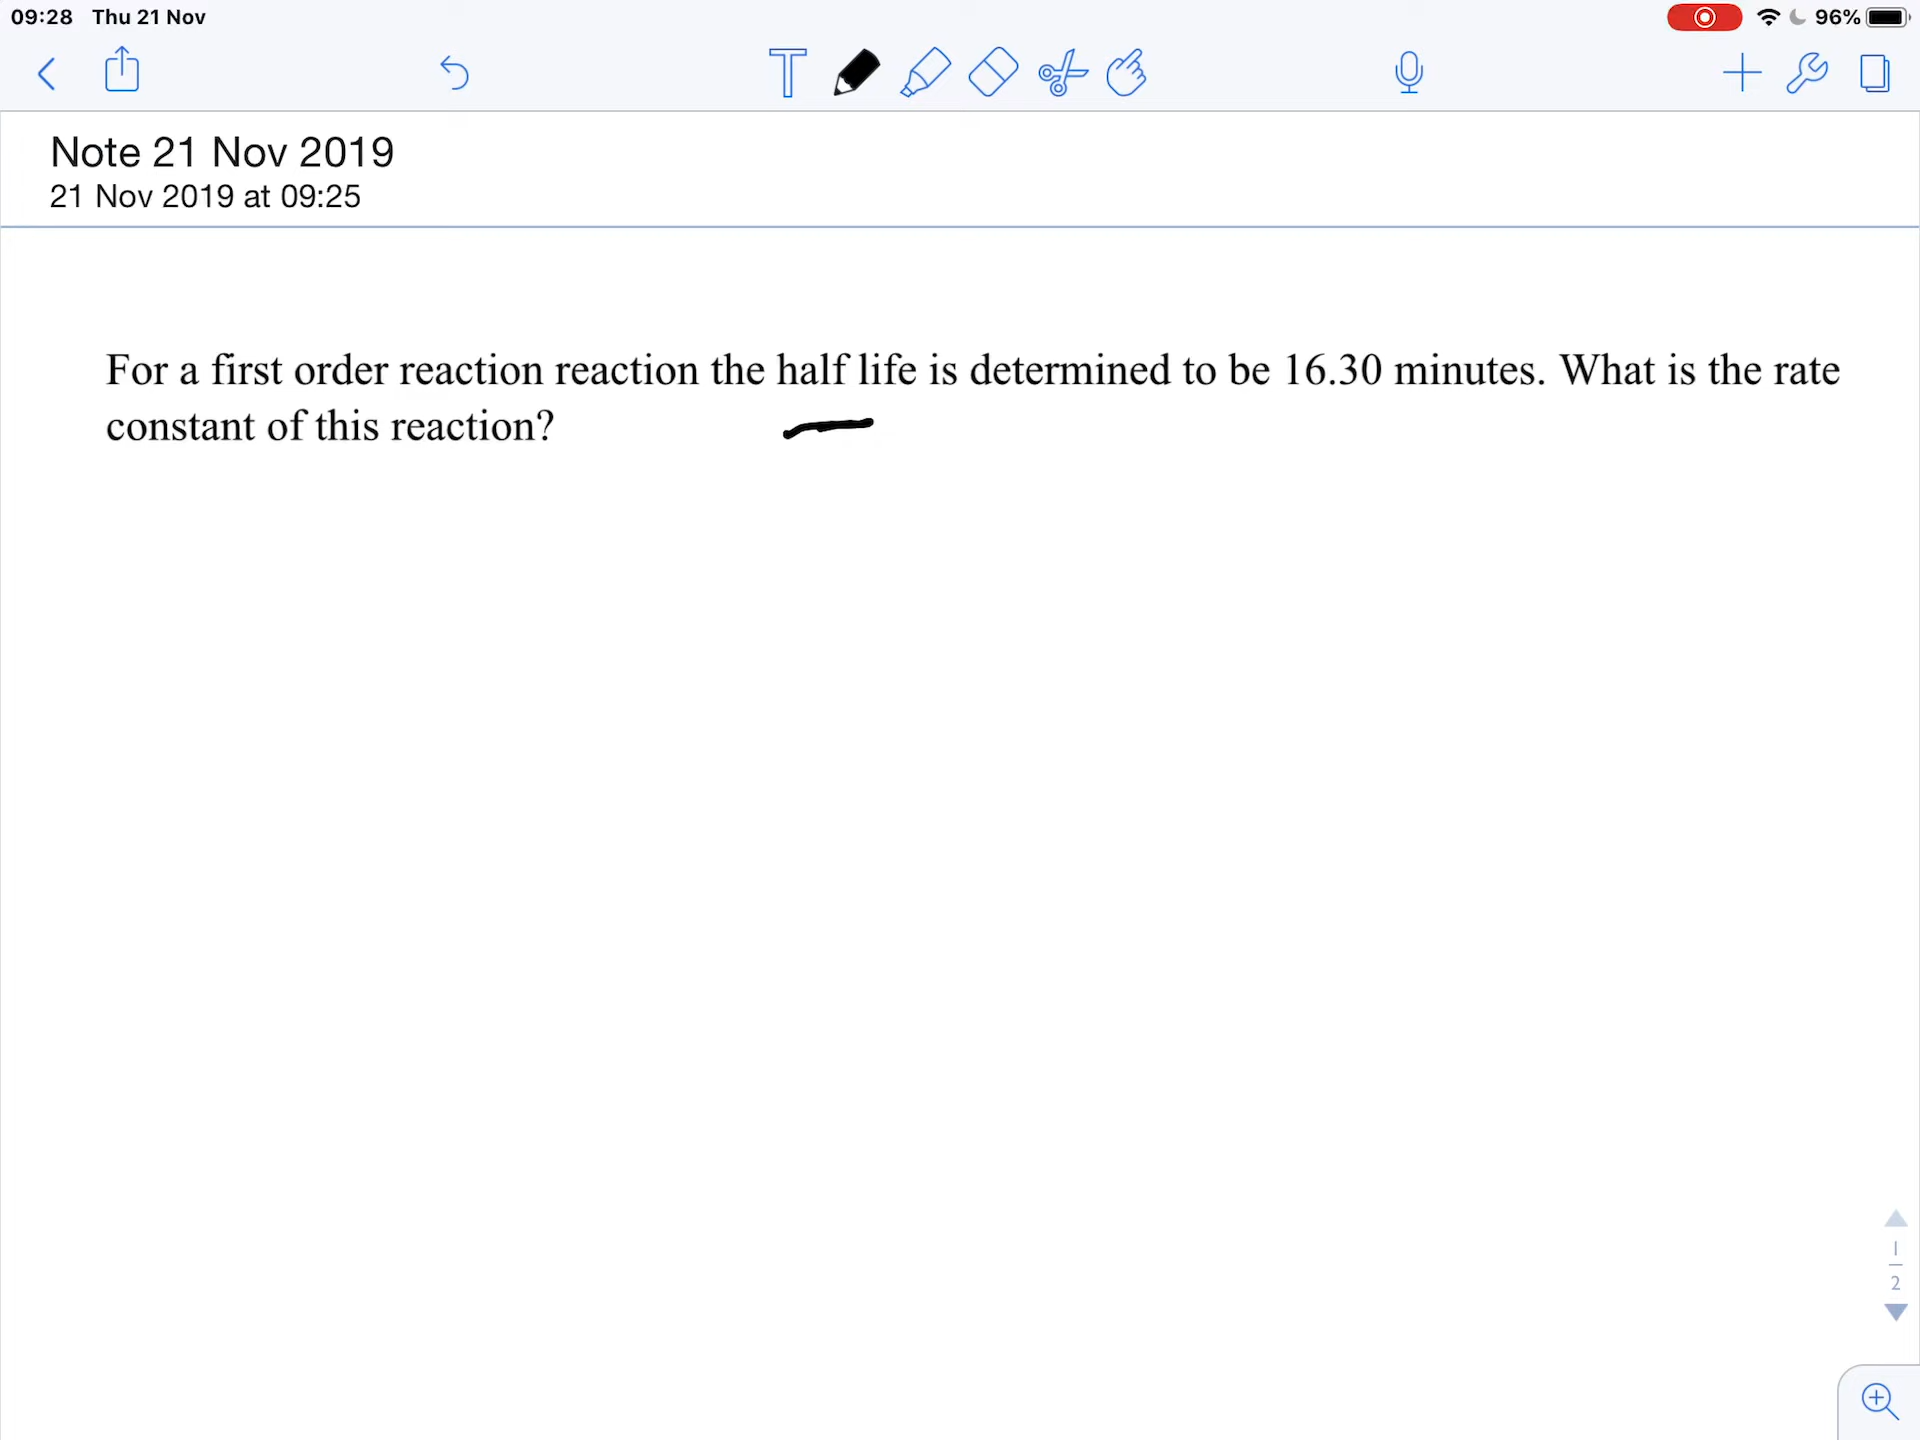 09:28 Thu 21 Nov
96%
T
Note 21 Nov 2019
21 Nov 2019 at 09:25
For a first order reaction reaction the half life is determined to be 16.30 minutes. What is the rate
constant of this reaction?
1
2